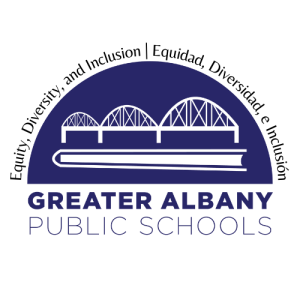 Equity, Diversity, and Inclusion | Equidad, Diversidad, e Inclusión
GREATER ALBANY
PUBLIC SCHOOLS